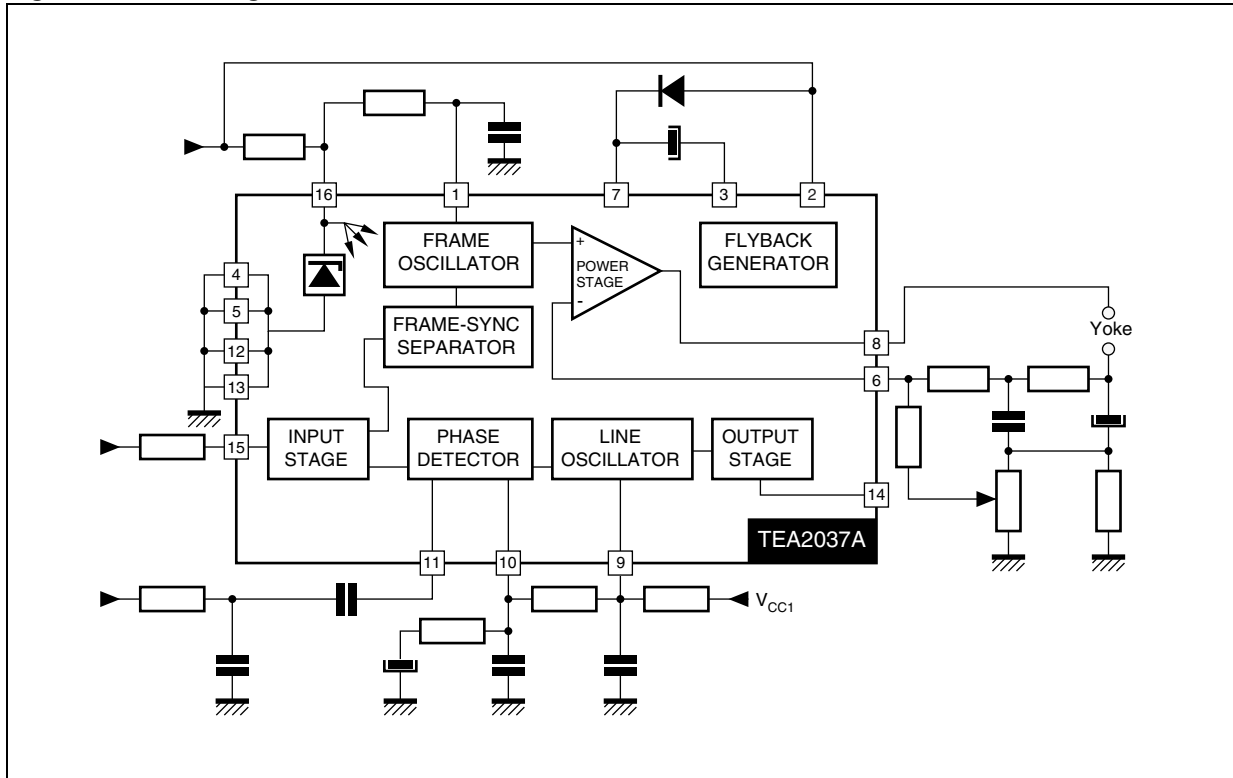 16
1
7
3
2
FRAME
OSCILLATOR
+
POWER
STAGE
-
FLYBACK
GENERATOR
4
5
12
13
FRAME-SYNC
SEPARATOR
8
Yoke
6
15
INPUT
STAGE
PHASE
DETECTOR
LINE
OSCILLATOR
OUTPUT
STAGE
14
TEA2037A
11
10
9
VCC1